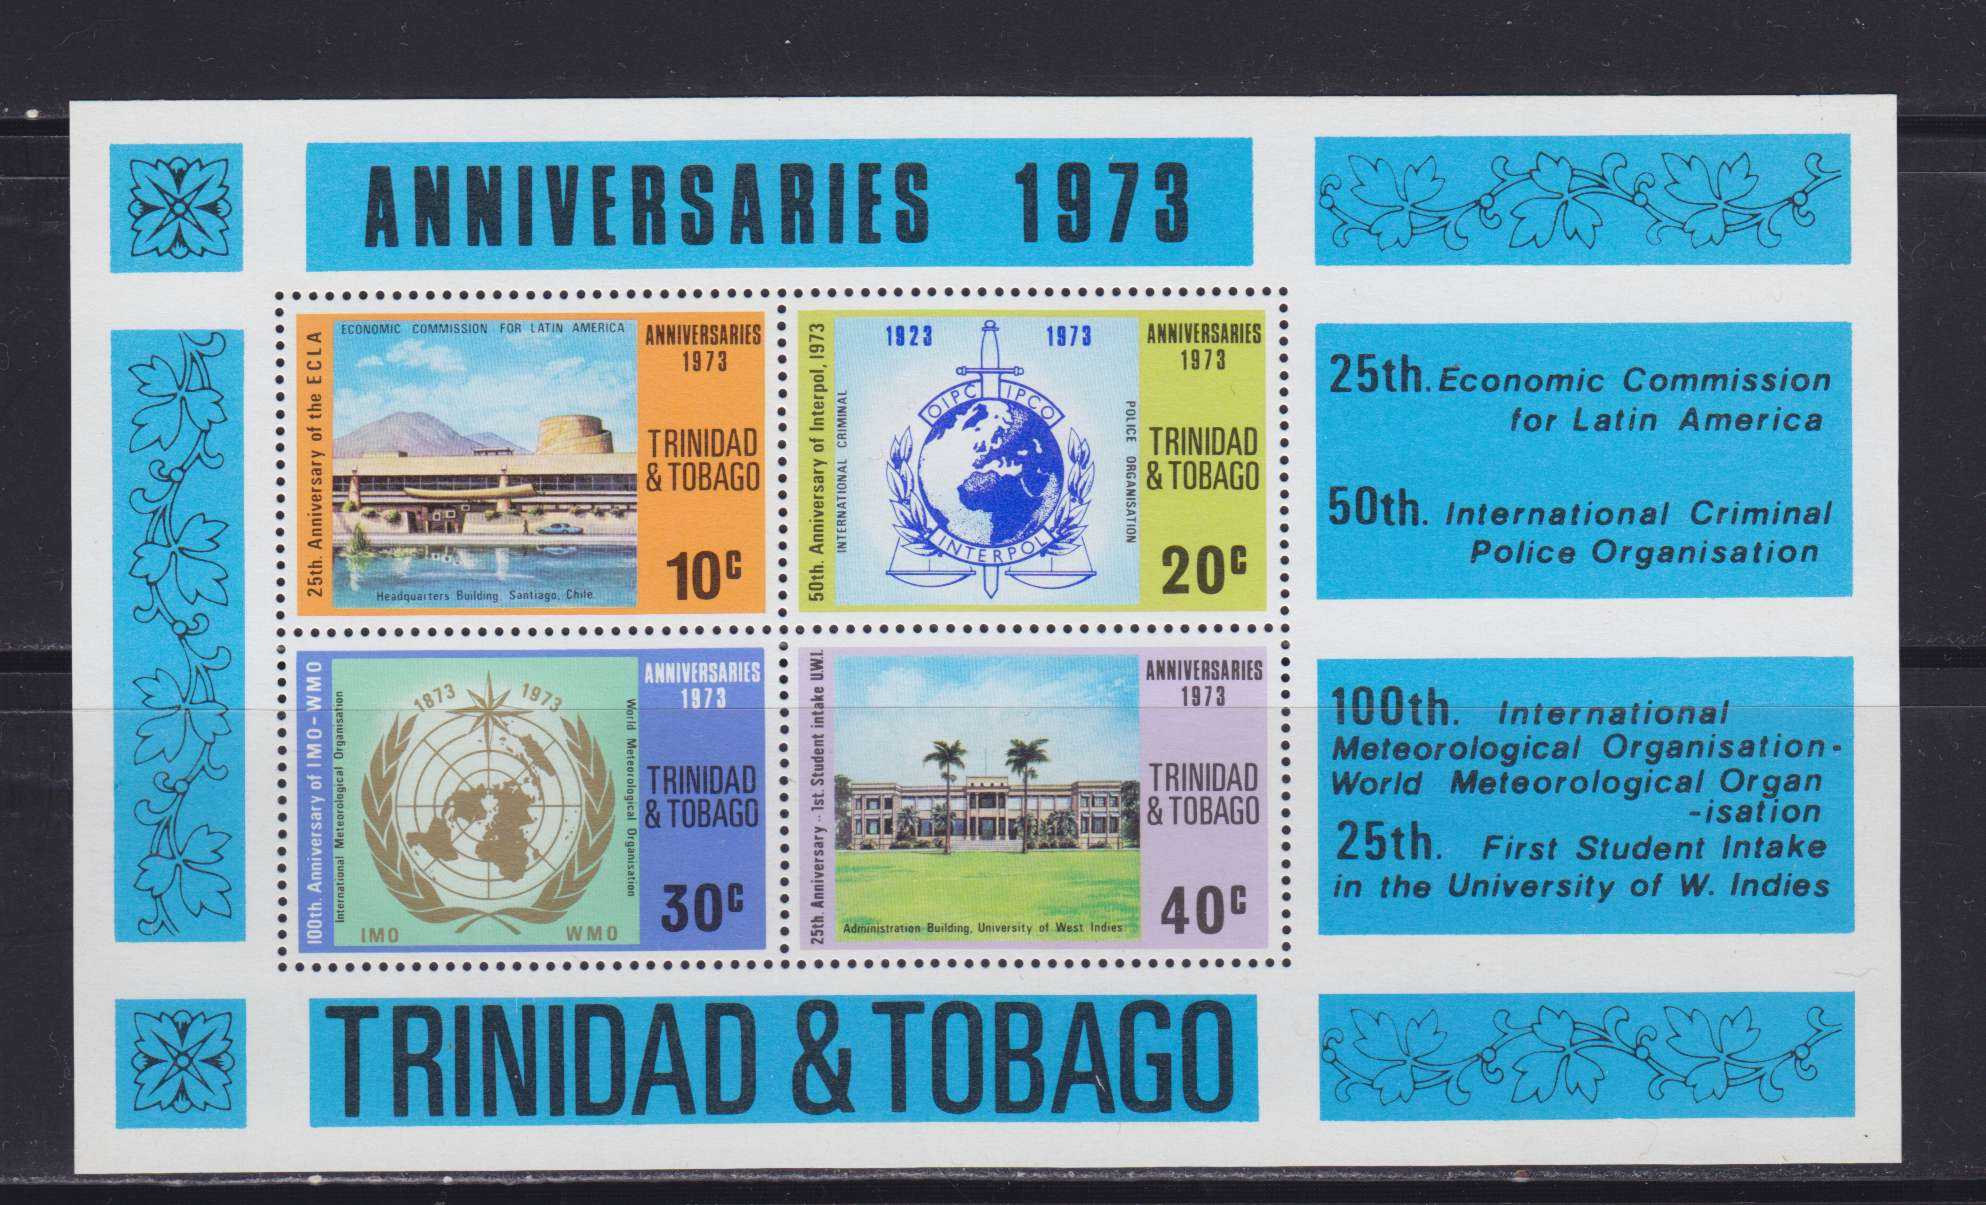 ANNIVERSARIES 1973
25th. Anniversary of the ECLA
ECONOMIC COMMISSION FOR LATIN AMERICA
Headquarters Building, Santiago, Chile.
ANNIVERSARIES
1973
TRINIDAD
& TOBAGO
10c
50th. Anniversary of Interpol, 1973
INTERNATIONAL CRIMINAL
1923 1973
OIPC IPCO
INTERPOL
POLICE ORGANISATION
ANNIVERSARIES
1973
TRINIDAD
& TOBAGO
20c
25th. Economic Commission
for Latin America
50th. International Criminal
Police Organisation
100th. Anniversary of IMO-WMO
International Meteorological Organisation
1873 1973
IMO WMO
World Meteorological Organisation
ANNIVERSARIES
1973
TRINIDAD
& TOBAGO
30c
25th. Anniversary - 1st. Student intake U.W.I.
Administration Building, University of West Indies
ANNIVERSARIES
1973
TRINIDAD
& TOBAGO
40c
100th. International
Meteorological Organisation-
World Meteorological Organ
-isation
25th. First Student Intake
in the University of W. Indies
TRINIDAD & TOBAGO